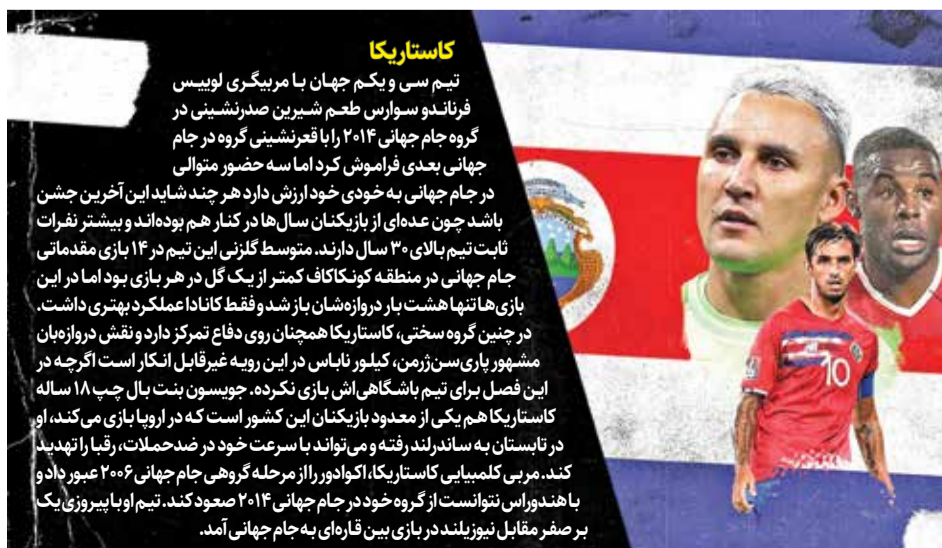 کاستاریکا
تیم سی و یکم جهان با مربیگری لوییس
فرناندو سوارس طعم شیرین صدرنشینی در
گروه جام جهانی ۲۰۱۴ را با قعرنشینی گروه در جام
جهانی بعدی فراموش کرد اما سه حضور متوالی
در جام جهانی به خودی خود ارزش دارد هر چند شاید این آخرین جشن
باشد چون عده‌ای از بازیکنان سال‌ها در کنار هم بوده‌اند و بیشتر نفرات
ثابت تیم بالای ۳۰ سال دارند. متوسط گلزنی این تیم در ۱۴ بازی مقدماتی
جام جهانی در منطقه کونکاکاف کمتر از یک گل در هر بازی بود اما در این
بازی‌ها تنها هشت بار دروازه‌شان باز شد و فقط کانادا عملکرد بهتری داشت.
در چنین گروه سختی، کاستاریکا همچنان روی دفاع تمرکز دارد و نقش دروازه‌بان
مشهور پاری‌سن‌ژرمن، کیلور ناباس در این رویه غیرقابل انکار است اگرچه در
این فصل برای تیم باشگاهی‌اش بازی نکرده. جویسون بنت بال چپ ۱۸ ساله
کاستاریکا هم یکی از معدود بازیکنان این کشور است که در اروپا بازی می‌کند، او
در تابستان به ساندرلند رفته و می‌تواند با سرعت خود در ضدحملات، رقبا را تهدید
کند. مربی کلمبیایی کاستاریکا، اکوادور را از مرحله گروهی جام جهانی ۲۰۰۶ عبور داد و
با هندوراس نتوانست از گروه خود در جام جهانی ۲۰۱۴ صعود کند. تیم او با پیروزی یک
بر صفر مقابل نیوزیلند در بازی بین قاره‌ای به جام جهانی آمد.
10